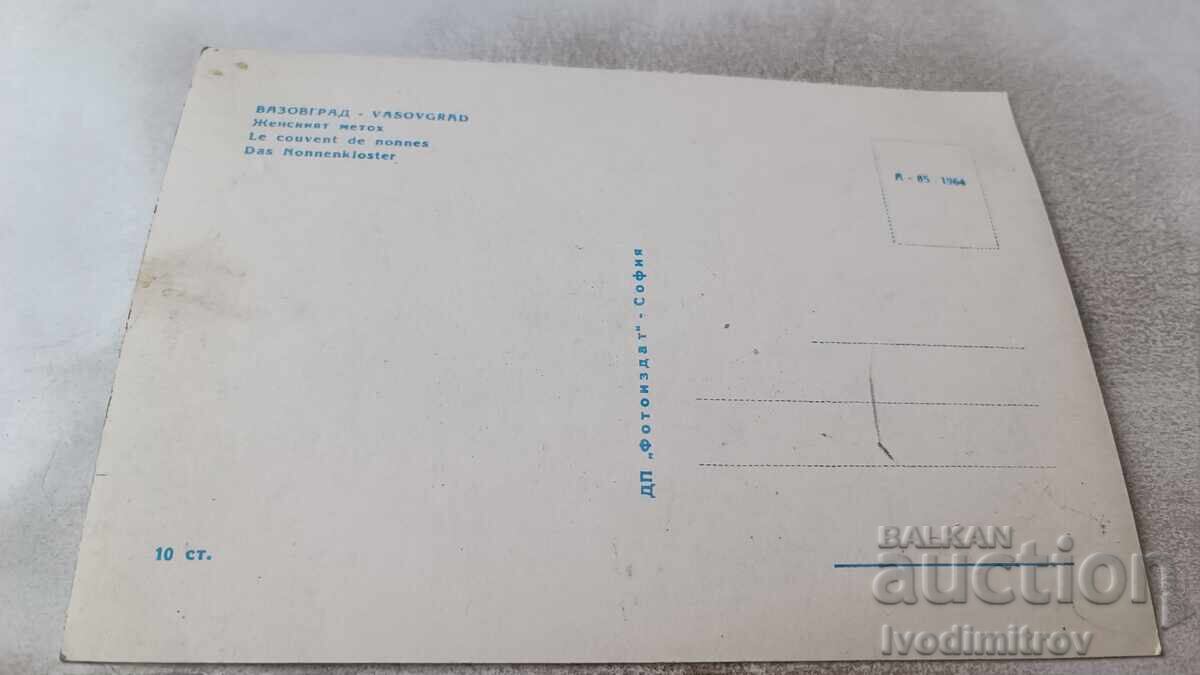 ВАЗОВГРАД - VASOVGRAD
Женският метох
Le couvent de nonnes
Das Nonnenkloster
А - 85 . 1964
ДП „Фотоиздат" - София
10 ст.
BALKAN
auction
Ivodimitrov